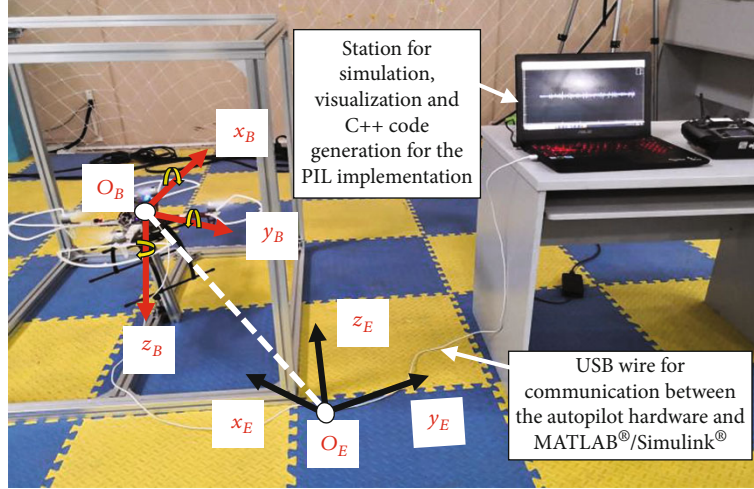 Station for
simulation,
visualization and
C++ code
generation for the
PIL implementation
x_B
O_B
y_B
z_B
z_E
x_E
O_E
y_E
USB wire for
communication between
the autopilot hardware and
MATLAB®/Simulink®